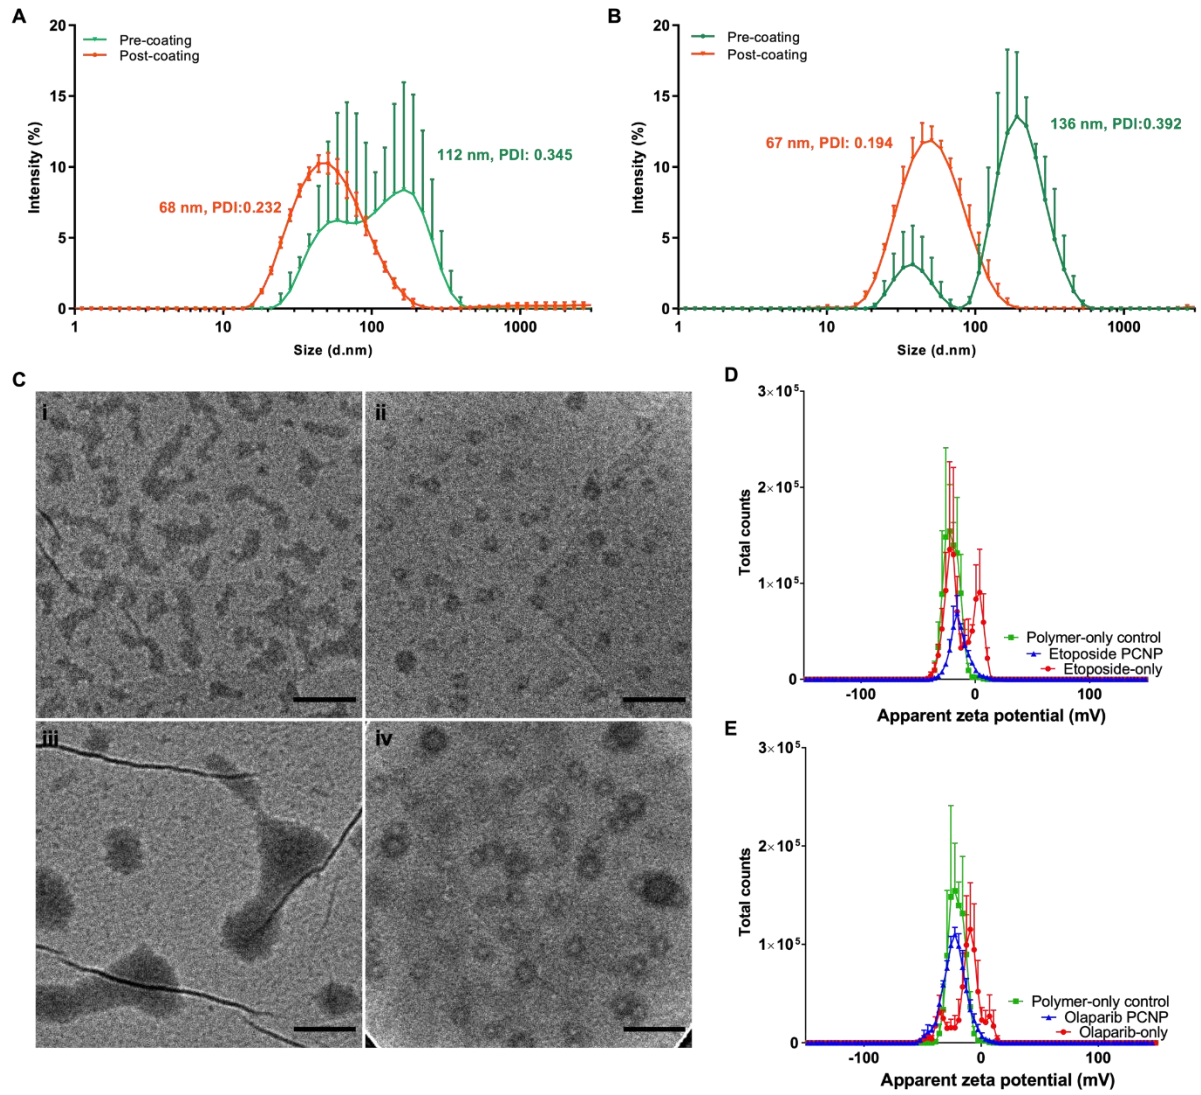 A
20
15
10
5
0
Intensity (%)
Pre-coating
Post-coating
112 nm, PDI: 0.345
68 nm, PDI:0.232
1
10
100
1000
Size (d.nm)
B
20
15
10
5
0
Intensity (%)
Pre-coating
Post-coating
136 nm, PDI:0.392
67 nm, PDI: 0.194
1
10
100
1000
Size (d.nm)
C
i
ii
iii
iv
D
3×10⁵
2×10⁵
1×10⁵
0
Total counts
Polymer-only control
Etoposide PCNP
Etoposide-only
-100
0
100
Apparent zeta potential (mV)
E
3×10⁵
2×10⁵
1×10⁵
0
Total counts
Polymer-only control
Olaparib PCNP
Olaparib-only
-100
0
100
Apparent zeta potential (mV)